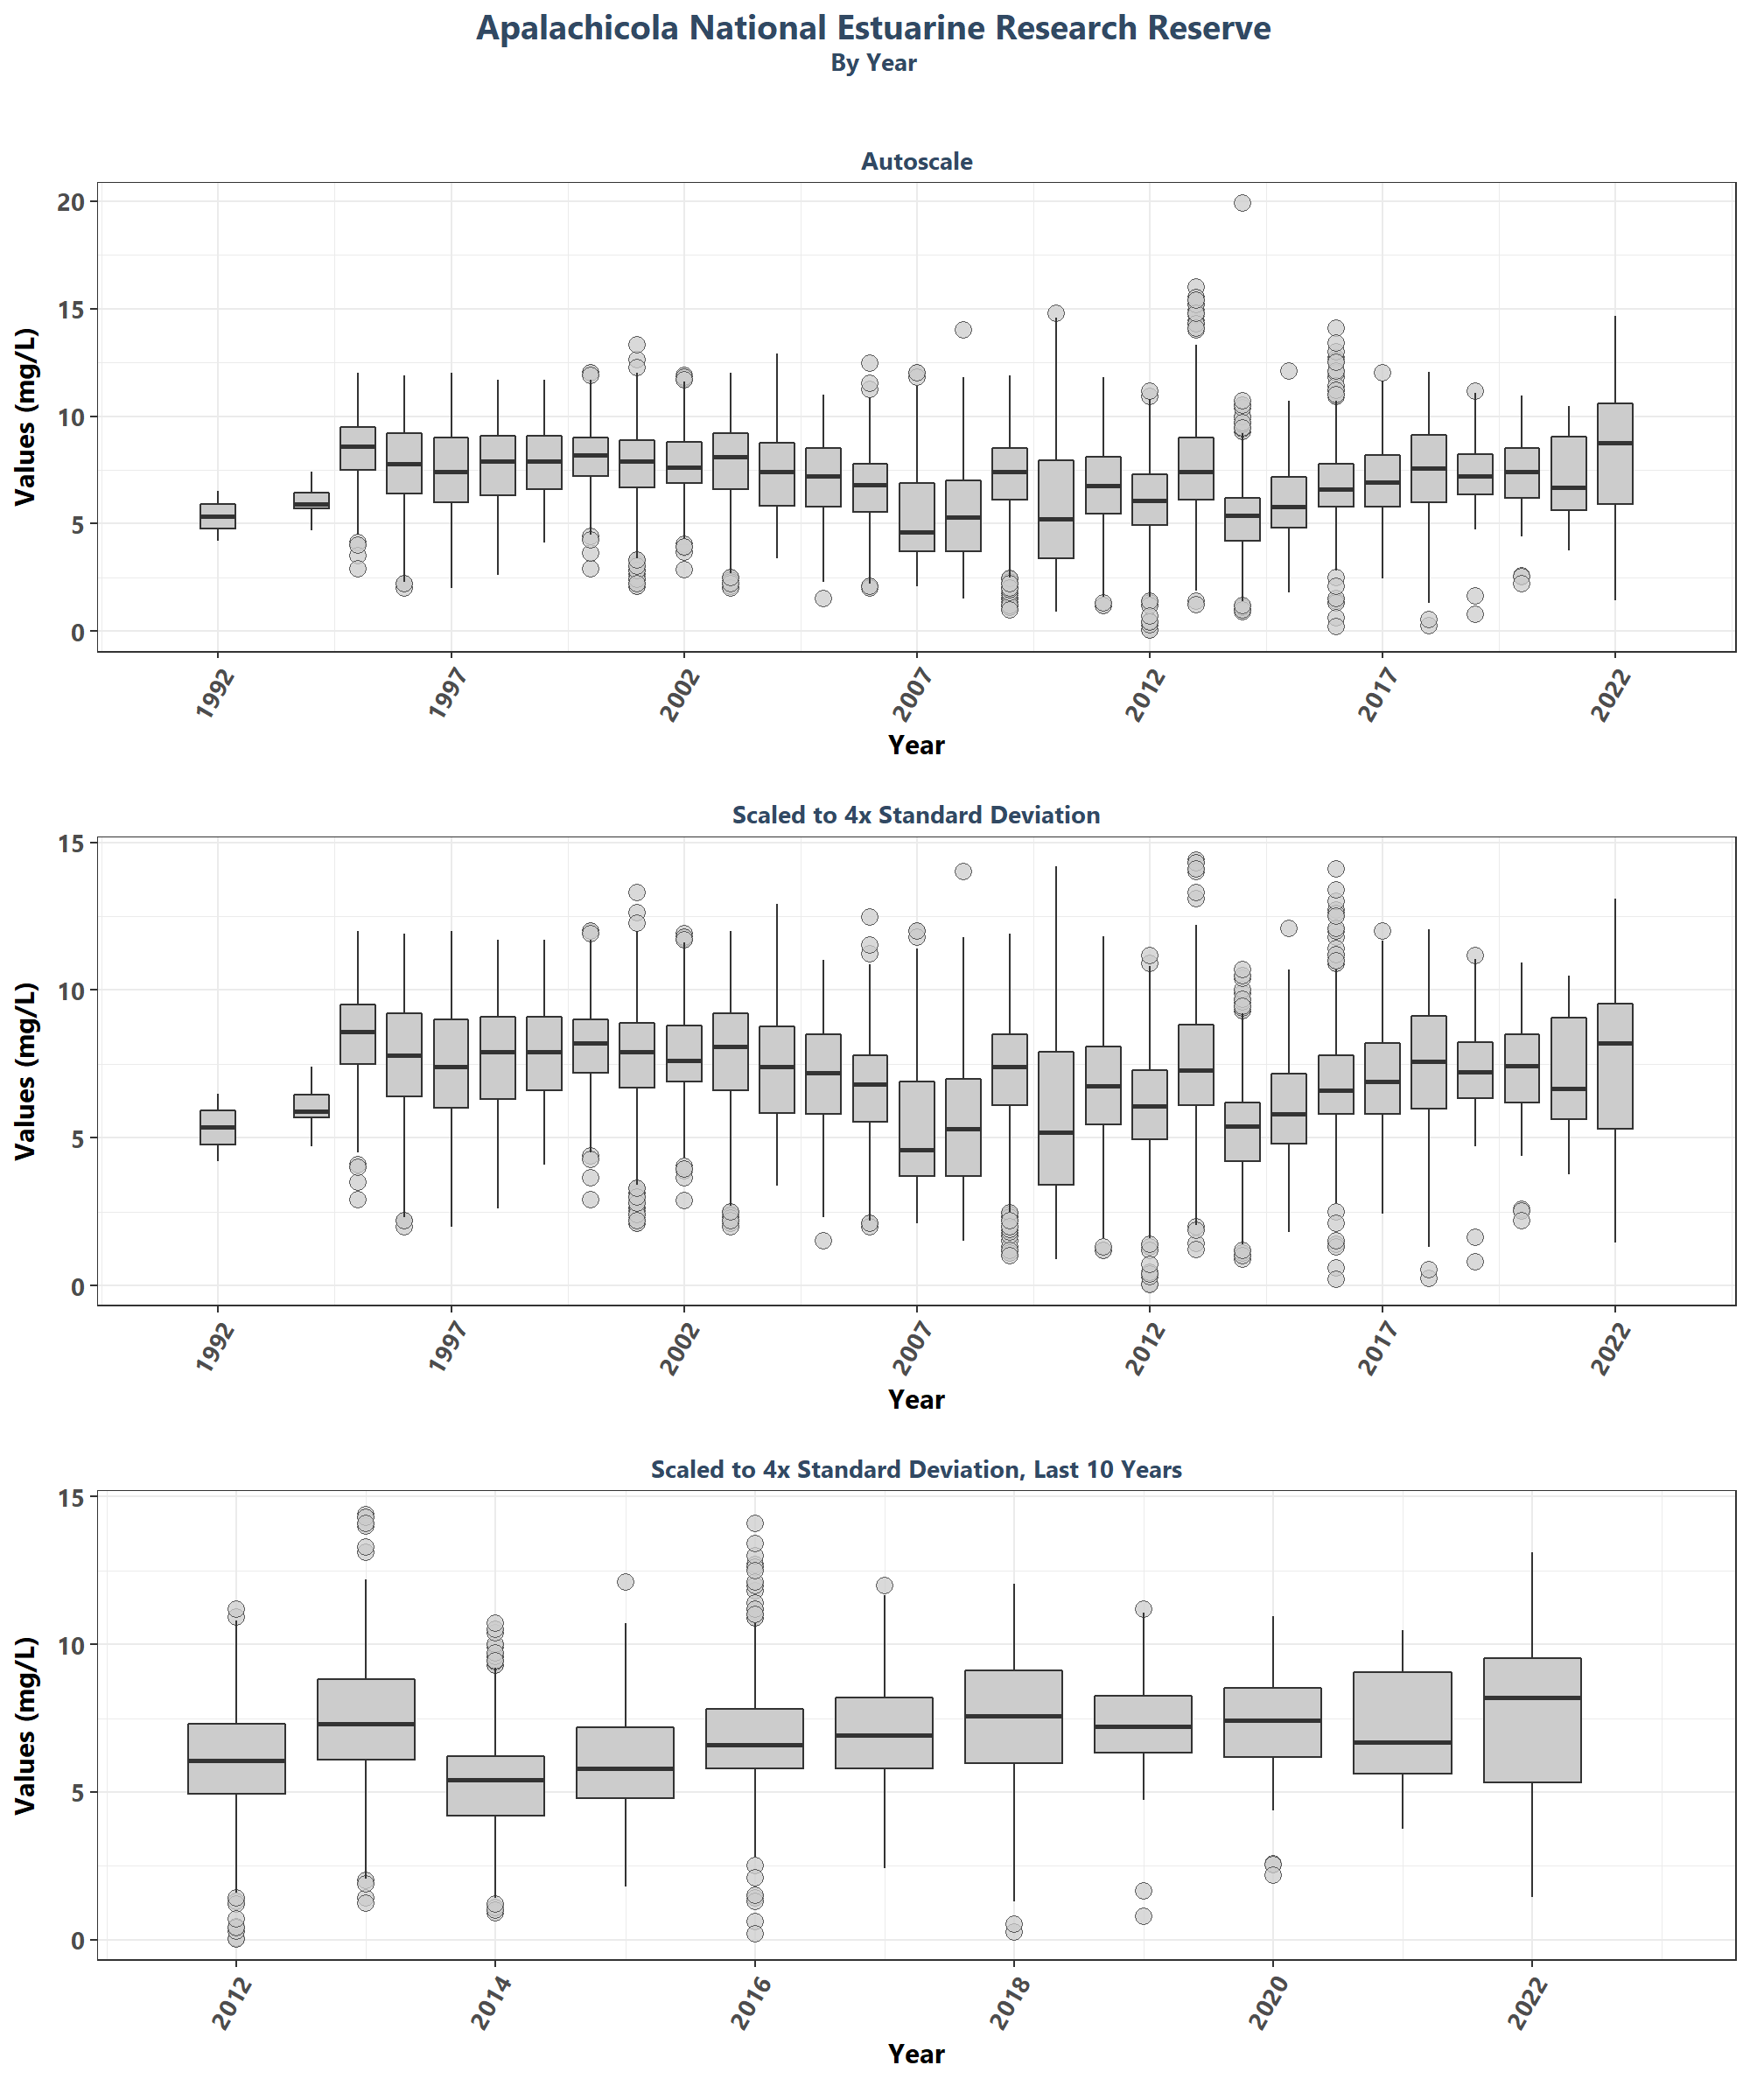 Apalachicola National Estuarine Research Reserve
By Year
Autoscale
Values (mg/L)
20
15
10
5
0
1992 1997 2002 2007 2012 2017 2022
Year
Scaled to 4x Standard Deviation
Values (mg/L)
15
10
5
0
1992 1997 2002 2007 2012 2017 2022
Year
Scaled to 4x Standard Deviation, Last 10 Years
Values (mg/L)
15
10
5
0
2012 2014 2016 2018 2020 2022
Year